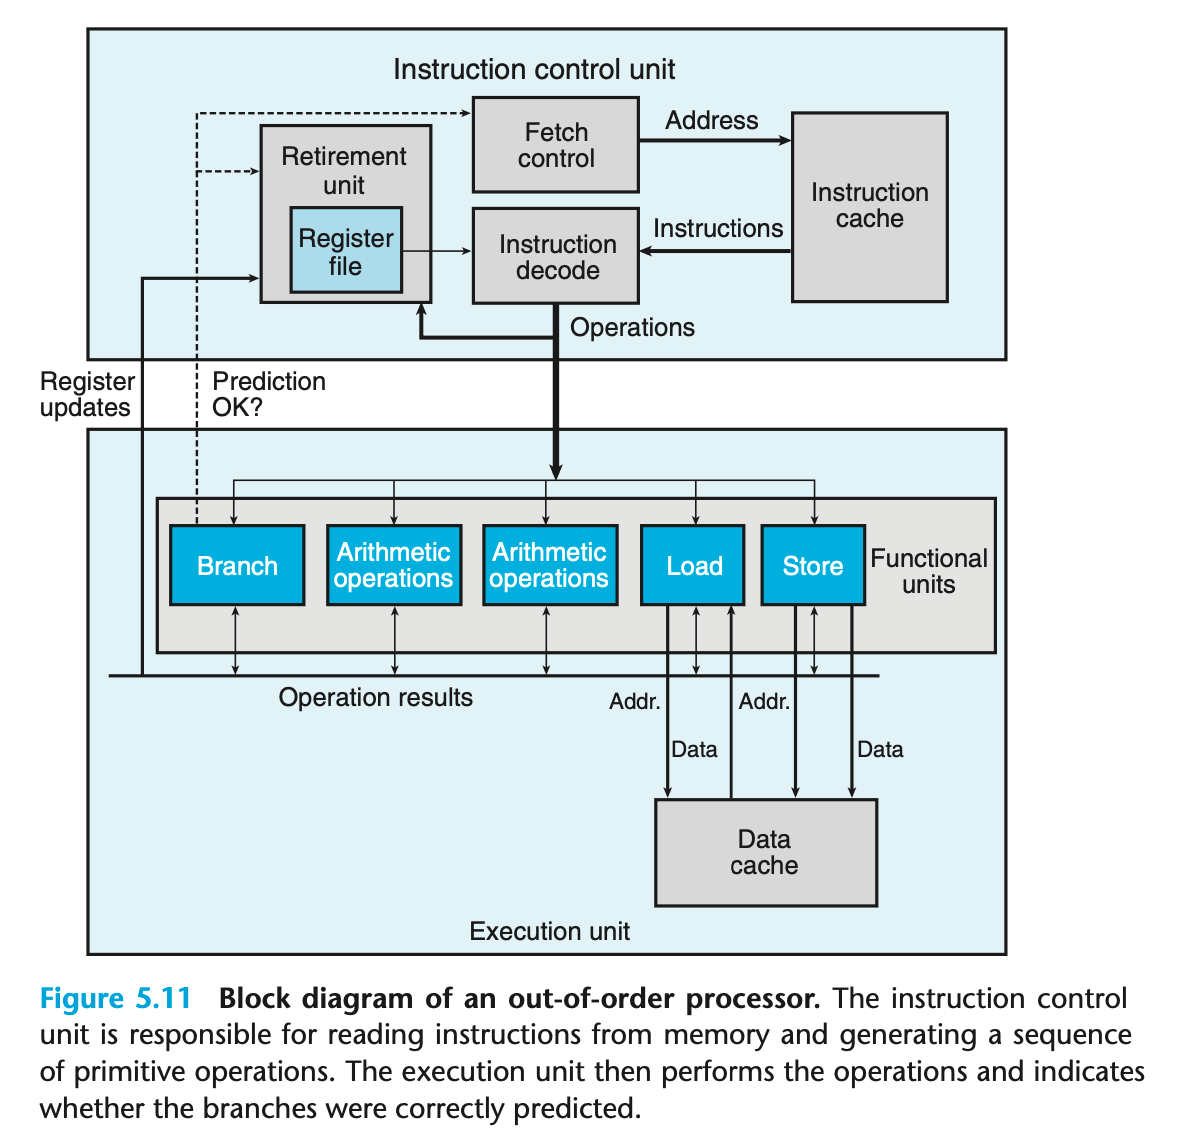 Instruction control unit
Fetch
control
Address
Retirement
unit
Instruction
cache
Register
file
Instruction
decode
Instructions
Operations
Register
updates
Prediction
OK?
Branch
Arithmetic
operations
Arithmetic
operations
Load
Store
Functional
units
Operation results
Addr.
Addr.
Data
Data
Data
cache
Execution unit
Figure 5.11 Block diagram of an out-of-order processor. The instruction control
unit is responsible for reading instructions from memory and generating a sequence
of primitive operations. The execution unit then performs the operations and indicates
whether the branches were correctly predicted.